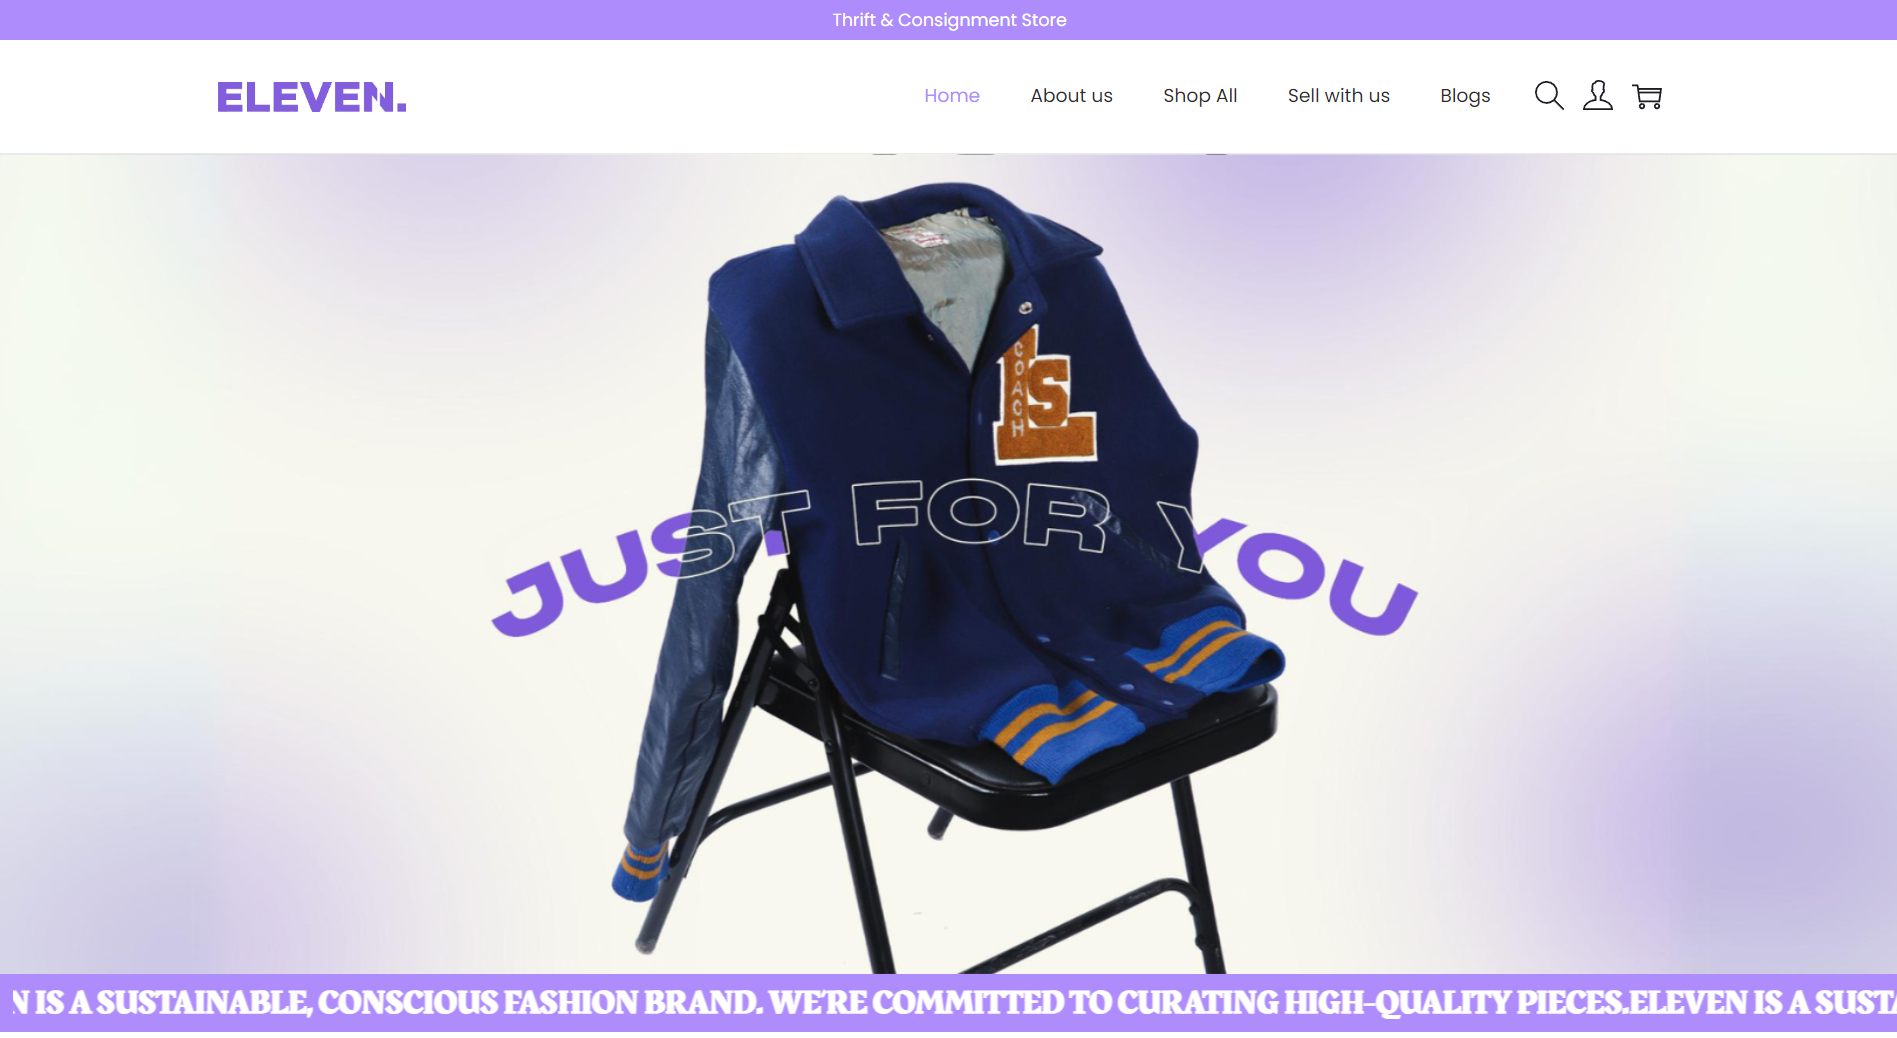 Thrift & Consignment Store
ELEVEN.
Home
About us
Shop All
Sell with us
Blogs
COACH
LS
JUST FOR YOU
N IS A SUSTAINABLE, CONSCIOUS FASHION BRAND. WE'RE COMMITTED TO CURATING HIGH-QUALITY PIECES.ELEVEN IS A SUSTA